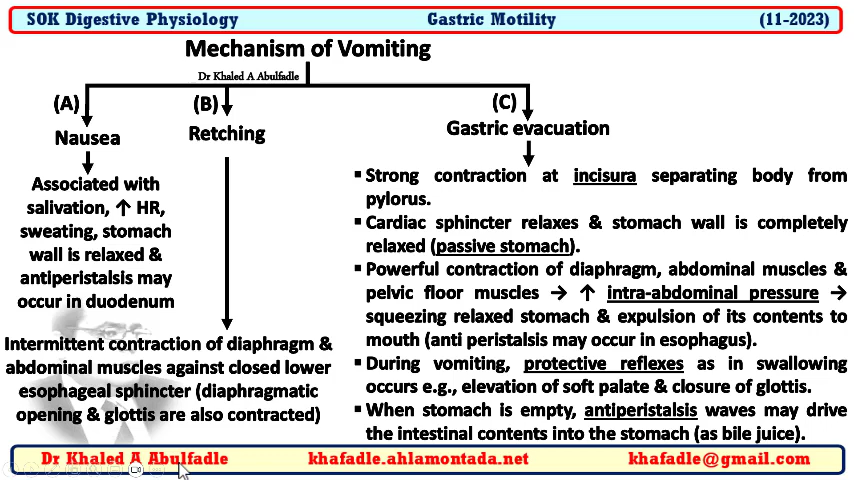 SOK Digestive Physiology Gastric Motility (11-2023)
Mechanism of Vomiting
Dr Khaled A Abulfadle
(A)
Nausea
Associated with
salivation, ↑ HR,
sweating, stomach
wall is relaxed &
antiperistalsis may
occur in duodenum
(B)
Retching
Intermittent contraction of diaphragm &
abdominal muscles against closed lower
esophageal sphincter (diaphragmatic
opening & glottis are also contracted)
(C)
Gastric evacuation
▪ Strong contraction at incisura separating body from
pylorus.
▪ Cardiac sphincter relaxes & stomach wall is completely
relaxed (passive stomach).
▪ Powerful contraction of diaphragm, abdominal muscles &
pelvic floor muscles → ↑ intra-abdominal pressure →
squeezing relaxed stomach & expulsion of its contents to
mouth (anti peristalsis may occur in esophagus).
▪ During vomiting, protective reflexes as in swallowing
occurs e.g., elevation of soft palate & closure of glottis.
▪ When stomach is empty, antiperistalsis waves may drive
the intestinal contents into the stomach (as bile juice).
Dr Khaled A Abulfadle khafadle.ahlamontada.net khafadle@gmail.com